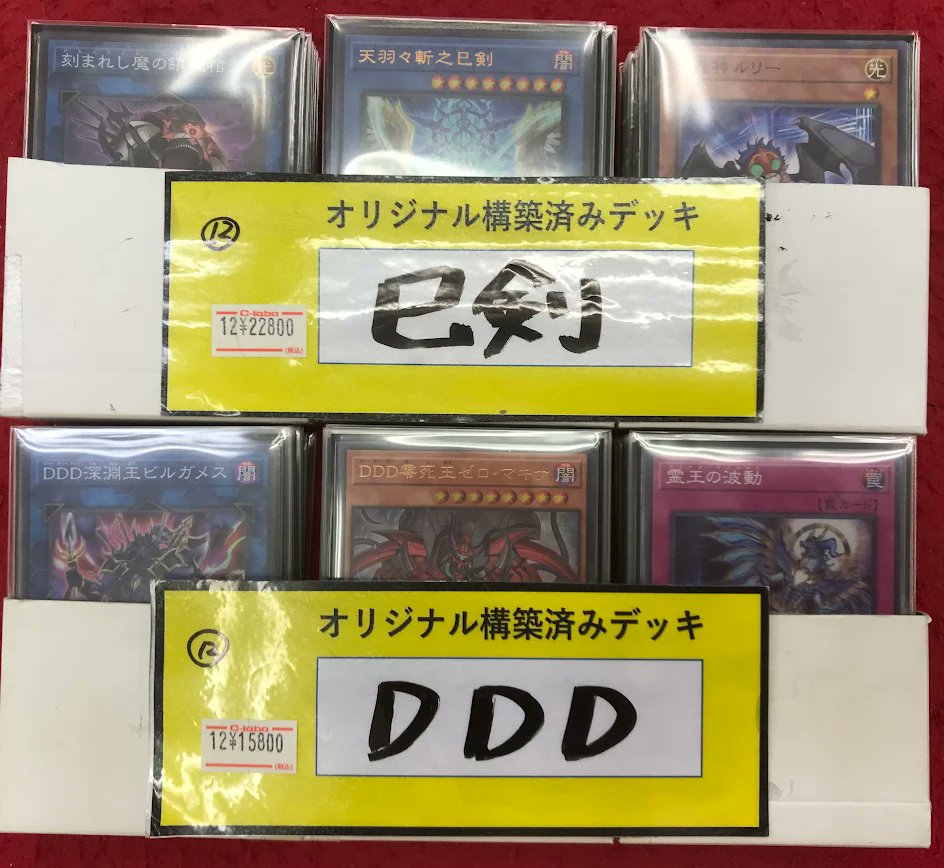 刻まれし魔の鎮魂棺
光
天羽々斬之巳剣
闇
神ルリー
光
⑫
オリジナル構築済みデッキ
巳剣
C-labo
12¥22800
(税込)
DDD深淵王ビルガメス
闇
DDD零死王ゼロ・マキナ
闇
霊王の波動
罠
[罠カード]
⑫
オリジナル構築済みデッキ
DDD
C-labo
12¥15800
(税込)